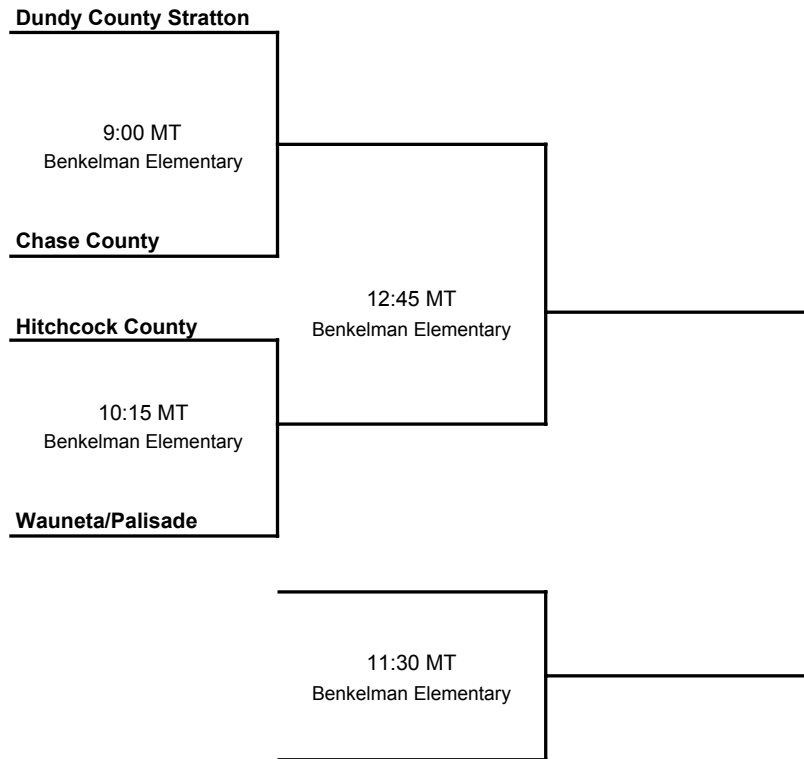 Dundy County Stratton
9:00 MT
Benkelman Elementary
Chase County
12:45 MT
Benkelman Elementary
Hitchcock County
10:15 MT
Benkelman Elementary
Wauneta/Palisade
11:30 MT
Benkelman Elementary